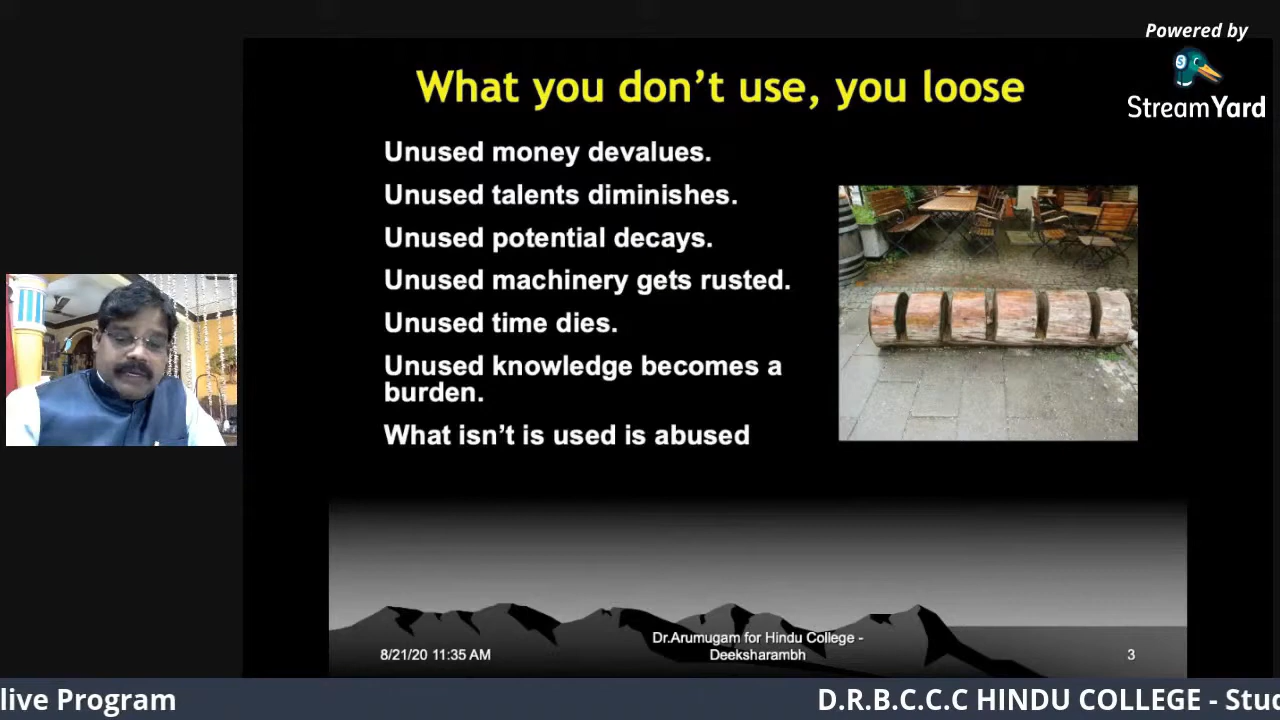 Powered by
StreamYard
What you don’t use, you loose
Unused money devalues.
Unused talents diminishes.
Unused potential decays.
Unused machinery gets rusted.
Unused time dies.
Unused knowledge becomes a
burden.
What isn’t is used is abused
Dr.Arumugam for Hindu College -
Deeksharambh
8/21/20 11:35 AM
3
live Program
D.R.B.C.C.C HINDU COLLEGE - Stud